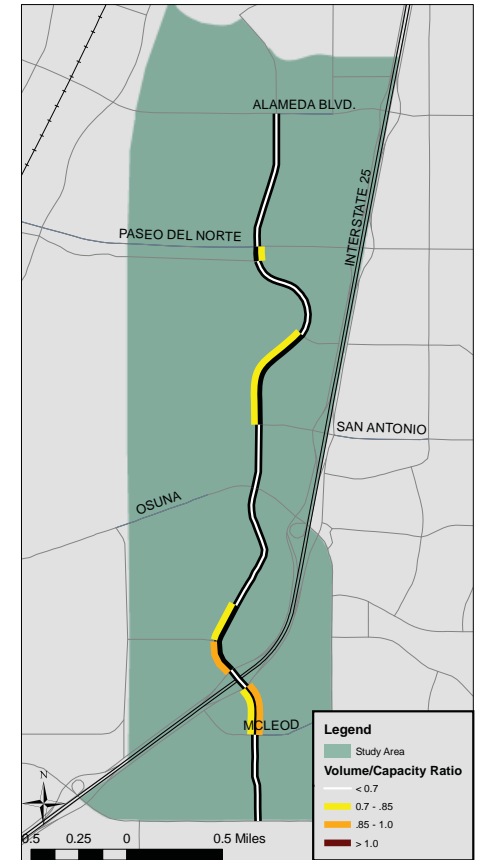 ALAMEDA BLVD.
INTERSTATE 25
PASEO DEL NORTE
SAN ANTONIO
OSUNA
MCLEOD
N
0.5 0.25 0 0.5 Miles
Legend
Study Area
Volume/Capacity Ratio
< 0.7
0.7 - .85
.85 - 1.0
> 1.0